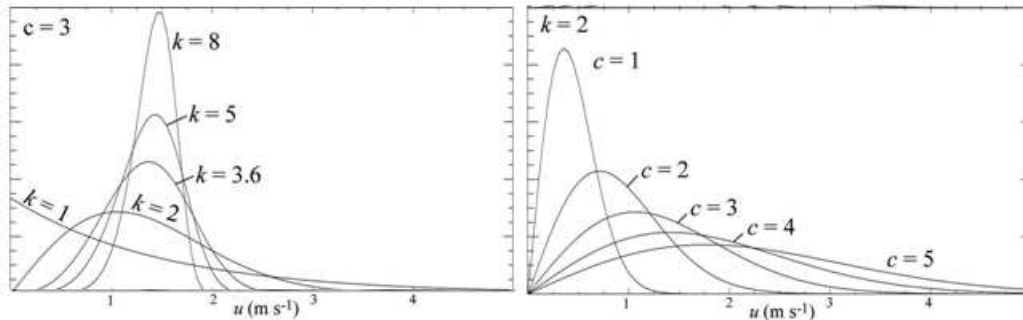 c = 3
k = 8
k = 5
k = 3.6
k = 1
k = 2
1
2
3
4
u (m s-1)
k = 2
c = 1
c = 2
c = 3
c = 4
c = 5
1
2
3
4
u (m s-1)